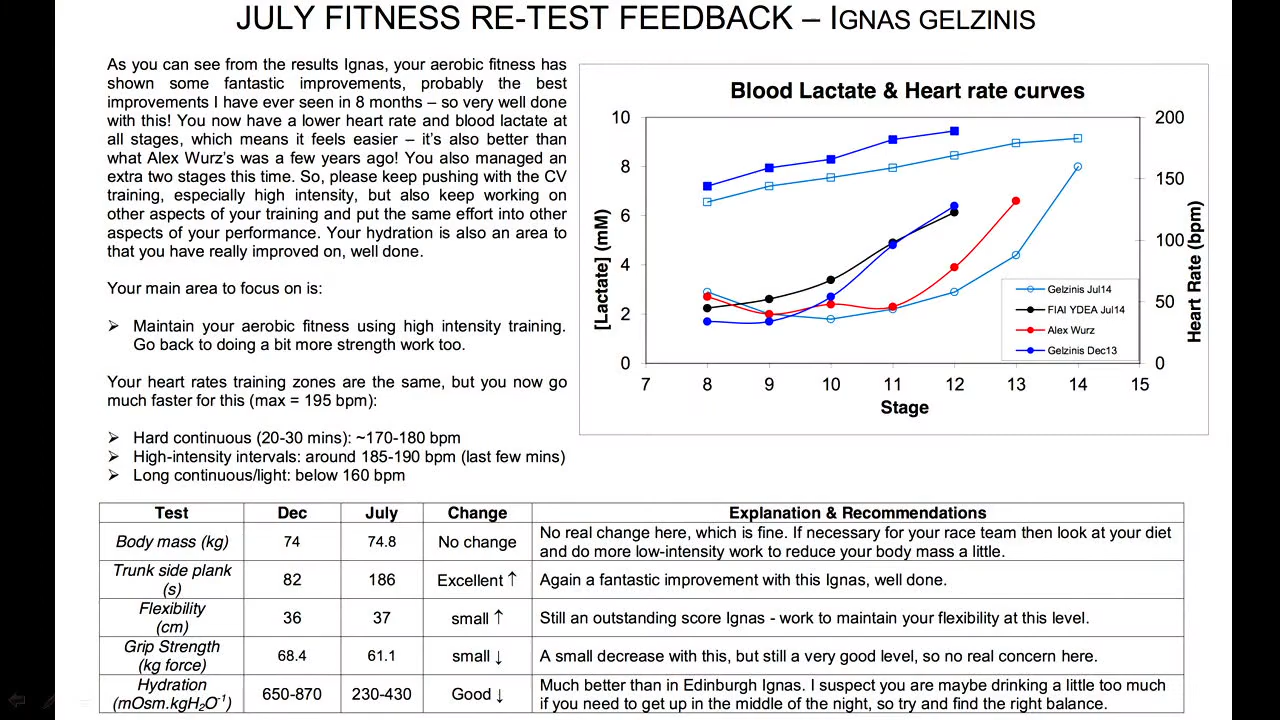 JULY FITNESS RE-TEST FEEDBACK – IGNAS GELZINIS
As you can see from the results Ignas, your aerobic fitness has
shown some fantastic improvements, probably the best
improvements I have ever seen in 8 months – so very well done
with this! You now have a lower heart rate and blood lactate at
all stages, which means it feels easier – it's also better than
what Alex Wurz's was a few years ago! You also managed an
extra two stages this time. So, please keep pushing with the CV
training, especially high intensity, but also keep working on
other aspects of your training and put the same effort into other
aspects of your performance. Your hydration is also an area to
that you have really improved on, well done.
Your main area to focus on is:
➢ Maintain your aerobic fitness using high intensity training.
Go back to doing a bit more strength work too.
Your heart rates training zones are the same, but you now go
much faster for this (max = 195 bpm):
➢ Hard continuous (20-30 mins): ~170-180 bpm
➢ High-intensity intervals: around 185-190 bpm (last few mins)
➢ Long continuous/light: below 160 bpm
Blood Lactate & Heart rate curves
[Lactate] (mM)
10
8
6
4
2
0
200
150
100
50
0
Heart Rate (bpm)
7 8 9 10 11 12 13 14 15
Stage
Gelzinis Jul14
FIAI YDEA Jul14
Alex Wurz
Gelzinis Dec13
Test Dec July Change Explanation & Recommendations
Body mass (kg) 74 74.8 No change No real change here, which is fine. If necessary for your race team then look at your diet
and do more low-intensity work to reduce your body mass a little.
Trunk side plank
(s) 82 186 Excellent ↑ Again a fantastic improvement with this Ignas, well done.
Flexibility
(cm) 36 37 small ↑ Still an outstanding score Ignas - work to maintain your flexibility at this level.
Grip Strength
(kg force) 68.4 61.1 small ↓ A small decrease with this, but still a very good level, so no real concern here.
Hydration
(mOsm.kgH₂O⁻¹) 650-870 230-430 Good ↓ Much better than in Edinburgh Ignas. I suspect you are maybe drinking a little too much
if you need to get up in the middle of the night, so try and find the right balance.